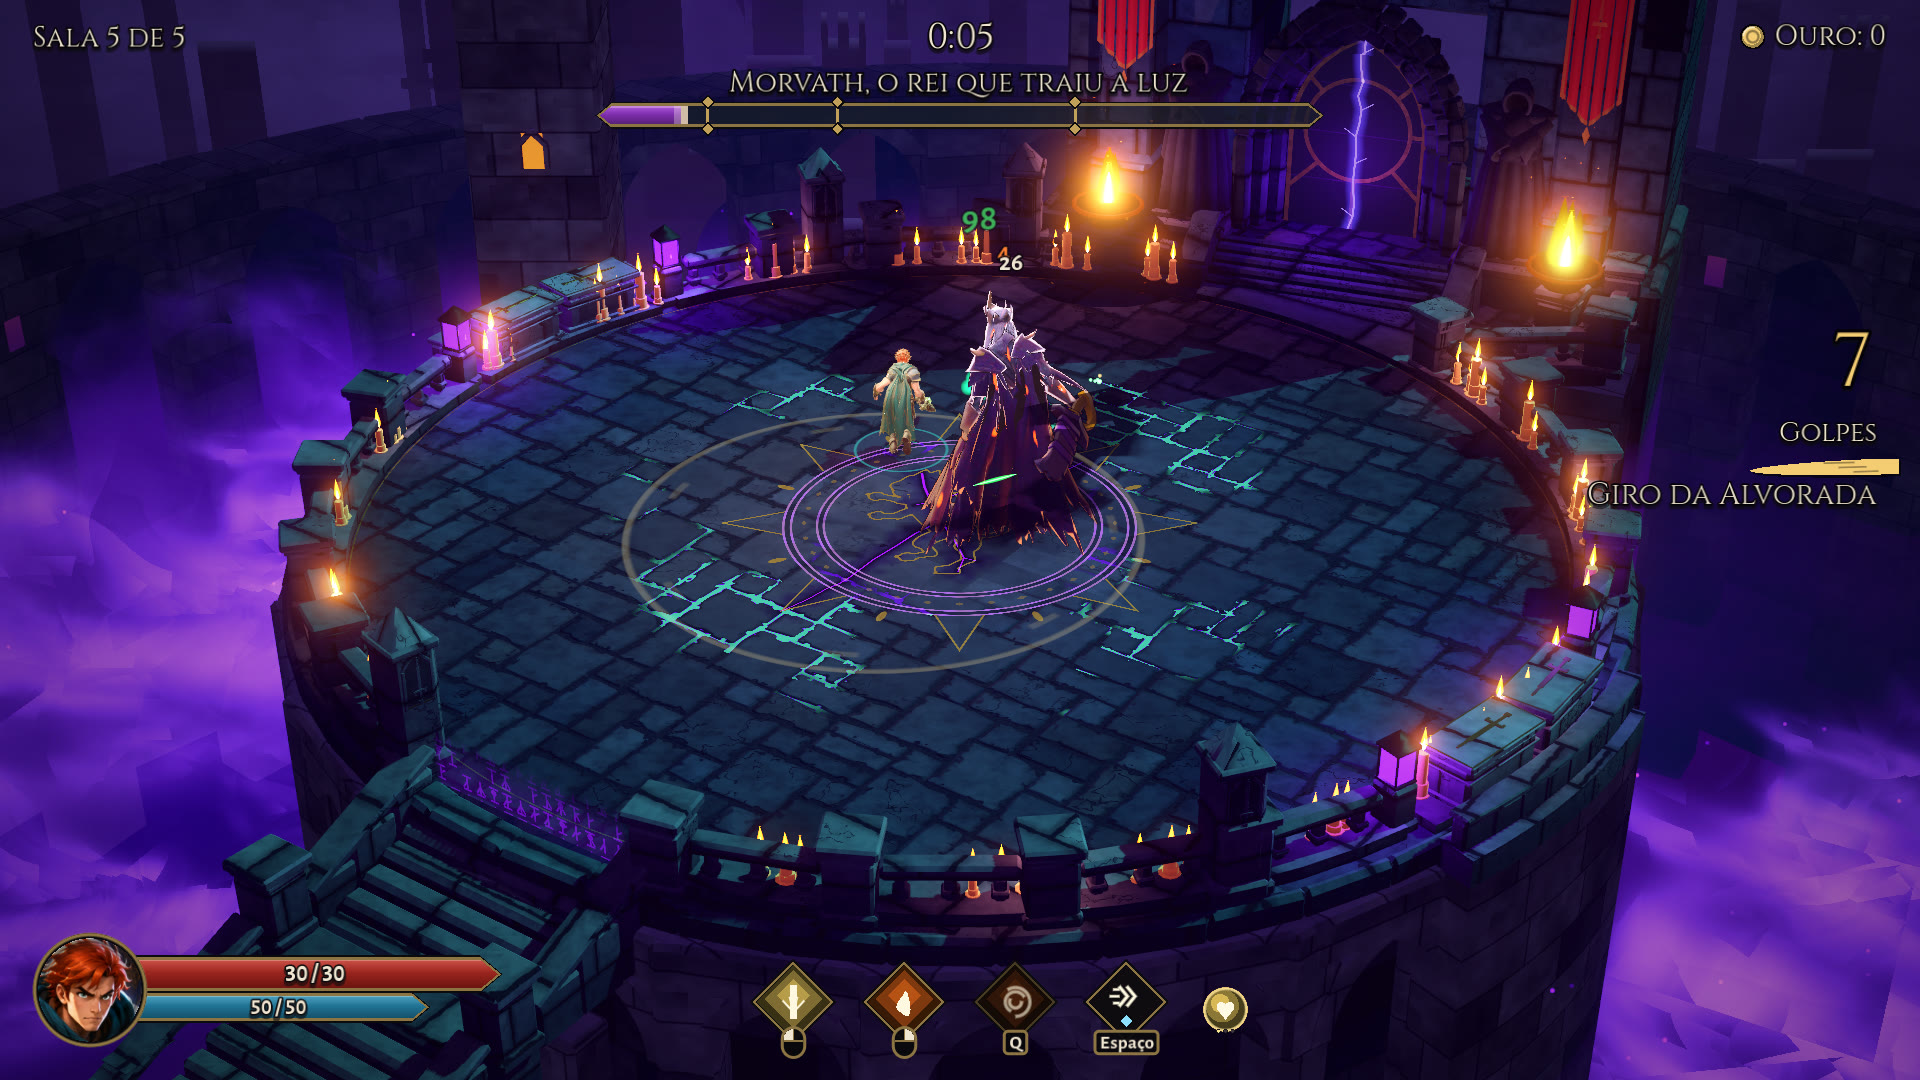 SALA 5 DE 5
0:05
OURO: 0
MORVATH, O REI QUE TRAIU A LUZ
98
26
7
GOLPES
GIRO DA ALVORADA
30/30
50/50
Q
Espaço